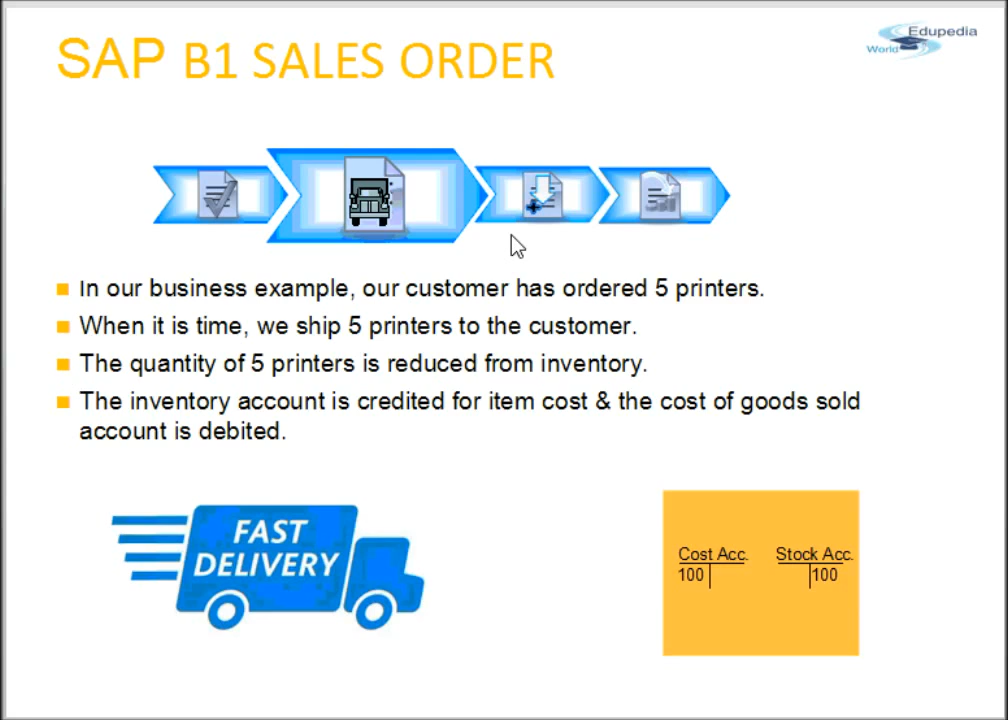 SAP B1 SALES ORDER
Edupedia
World
In our business example, our customer has ordered 5 printers.
When it is time, we ship 5 printers to the customer.
The quantity of 5 printers is reduced from inventory.
The inventory account is credited for item cost & the cost of goods sold
account is debited.
FAST
DELIVERY
Cost Acc. Stock Acc.
100 100